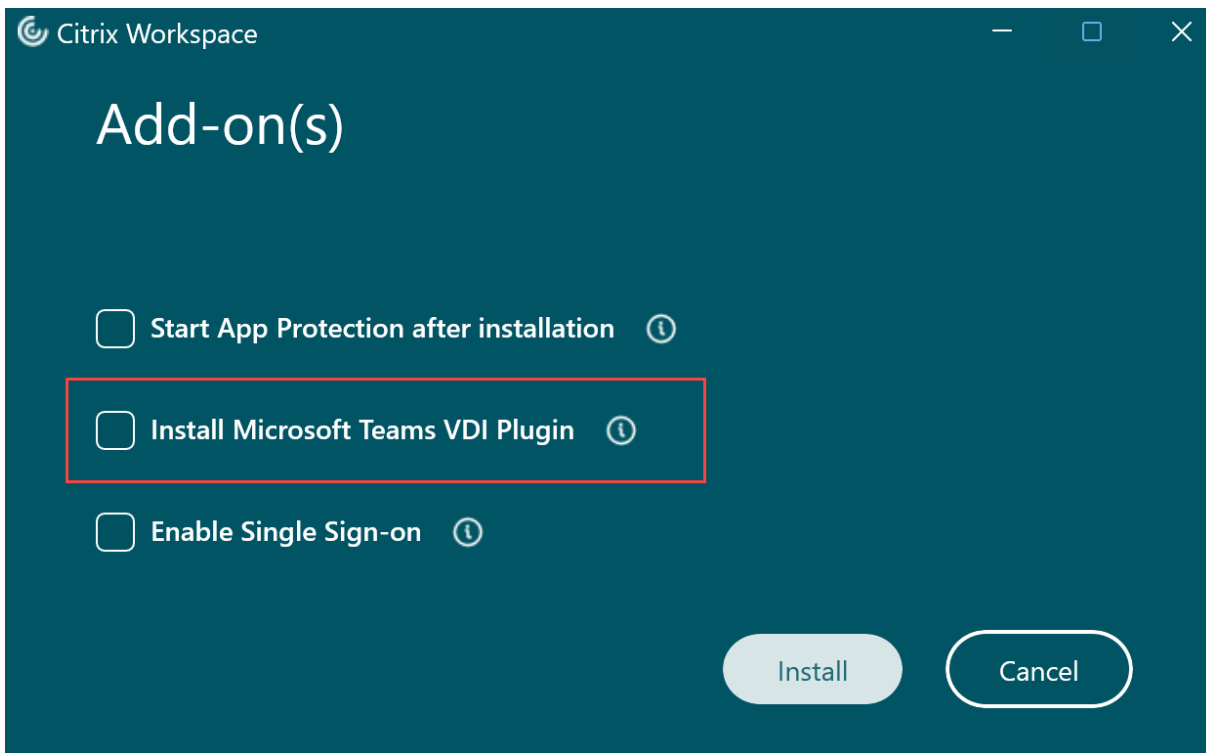 Citrix Workspace
Add-on(s)
Start App Protection after installation
Install Microsoft Teams VDI Plugin
Enable Single Sign-on
Install
Cancel